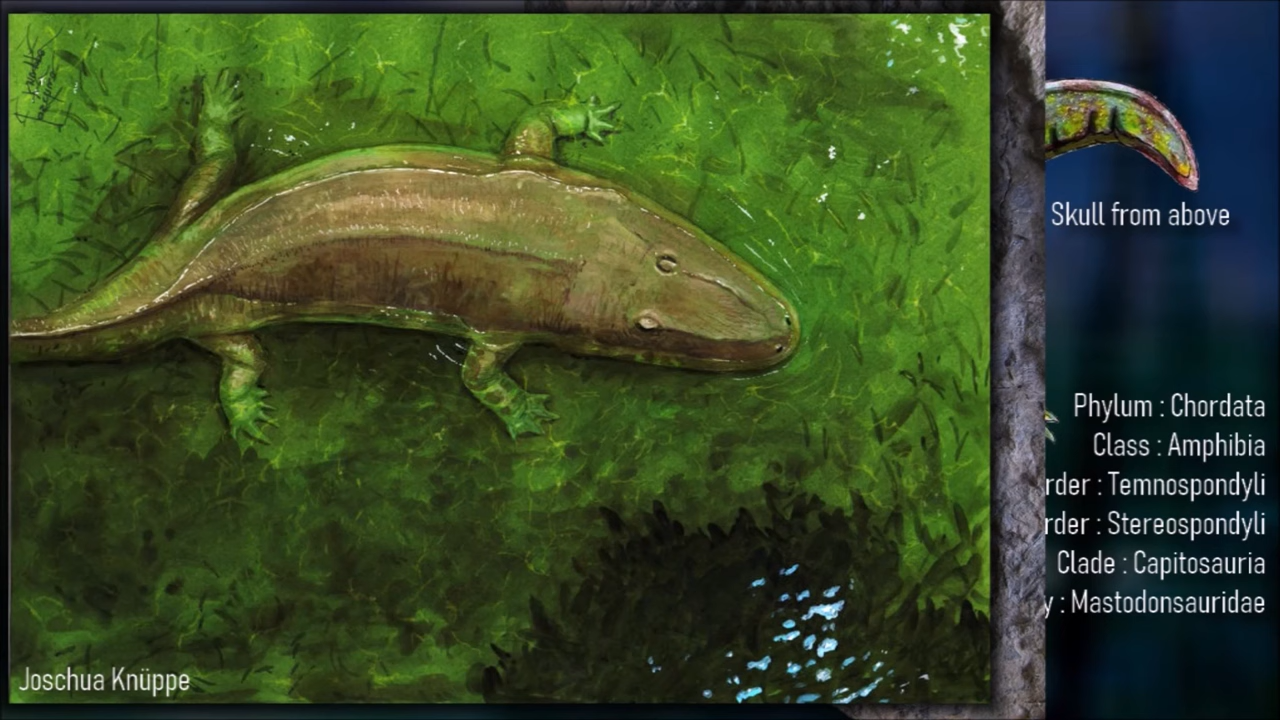 Skull from above
Phylum : Chordata
Class : Amphibia
rder : Temnospondyli
rder : Stereospondyli
Clade : Capitosauria
y : Mastodonsauridae
Joschua Knüppe